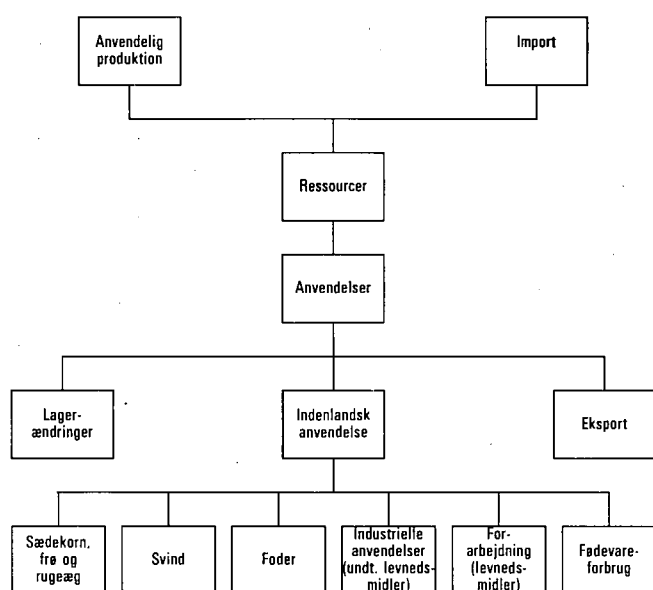 Anvendelig
produktion
Import
Ressourcer
Anvendelser
Lager-
ændringer
Indenlandsk
anvendelse
Eksport
Sædekorn,
frø og
rugeæg
Svind
Foder
Industrielle
anvendelser
(undt. levneds-
midler)
For-
arbejdning
(levneds-
midler)
Fødevare-
forbrug